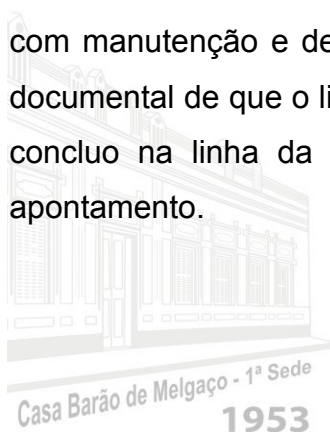 com manutenção e de
documental de que o li
concluo na linha da
apontamento.
Casa Barão de Melgaço - 1ª Sede
1953